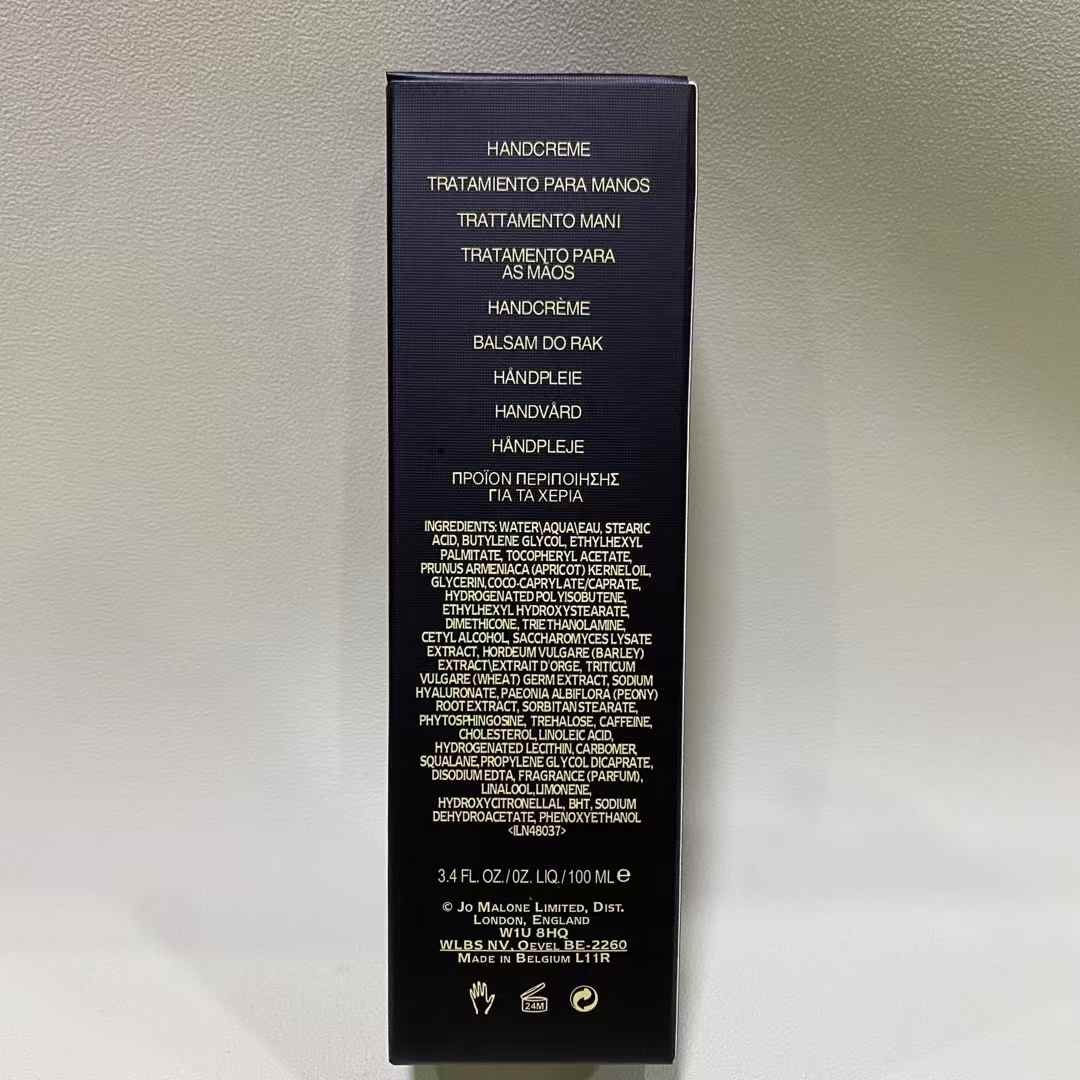 HANDCREME
TRATAMIENTO PARA MANOS
TRATTAMENTO MANI
TRATAMENTO PARA
AS MÃOS
HANDCRÈME
BALSAM DO RAK
HÅNDPLEIE
HANDVÅRD
HÅNDPLEJE
ΠΡΟΪΟΝ ΠΕΡΙΠΟΙΗΣΗΣ
ΓΙΑ ΤΑ ΧΕΡΙΑ
INGREDIENTS: WATER\AQUA\EAU, STEARIC
ACID, BUTYLENE GLYCOL, ETHYLHEXYL
PALMITATE, TOCOPHERYL ACETATE,
PRUNUS ARMENIACA (APRICOT) KERNEL OIL,
GLYCERIN, COCO-CAPRYLATE/CAPRATE,
HYDROGENATED POLYISOBUTENE,
ETHYLHEXYL HYDROXYSTEARATE,
DIMETHICONE, TRIETHANOLAMINE,
CETYL ALCOHOL, SACCHAROMYCES LYSATE
EXTRACT, HORDEUM VULGARE (BARLEY)
EXTRACT\EXTRAIT D'ORGE, TRITICUM
VULGARE (WHEAT) GERM EXTRACT, SODIUM
HYALURONATE, PAEONIA ALBIFLORA (PEONY)
ROOT EXTRACT, SORBITAN STEARATE,
PHYTOSPHINGOSINE, TREHALOSE, CAFFEINE,
CHOLESTEROL, LINOLEIC ACID,
HYDROGENATED LECITHIN, CARBOMER,
SQUALANE, PROPYLENE GLYCOL DICAPRATE,
DISODIUM EDTA, FRAGRANCE (PARFUM),
LINALOOL, LIMONENE,
HYDROXYCITRONELLAL, BHT, SODIUM
DEHYDROACETATE, PHENOXYETHANOL
<ILN48037>
3.4 FL. OZ./OZ. LIQ./100 ML ℮
© JO MALONE LIMITED, DIST.
LONDON, ENGLAND
W1U 8HQ
WLBS NV, OEVEL BE-2260
MADE IN BELGIUM L11R
24M